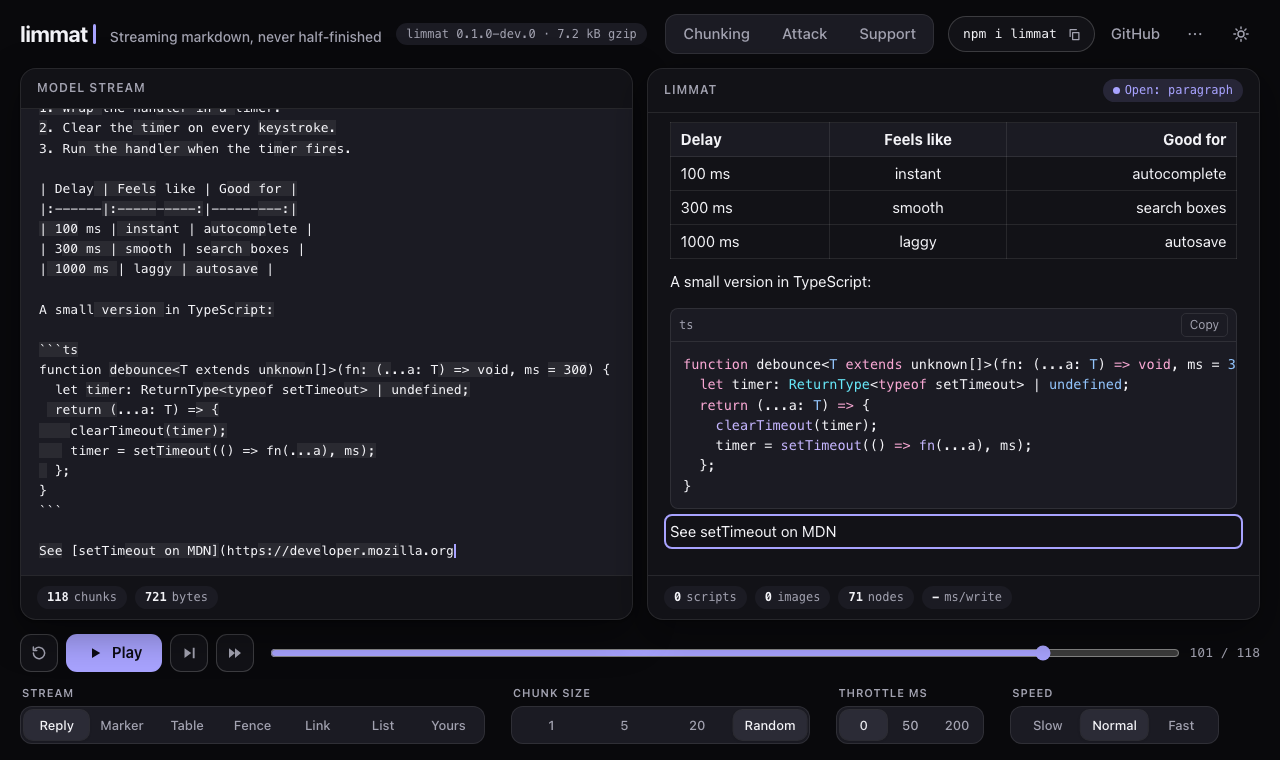 limmat
Streaming markdown, never half-finished
limmat 0.1.0-dev.0 · 7.2 kB gzip
Chunking
Attack
Support
npm i limmat
GitHub
MODEL STREAM
1. Wrap the handler in a timer.
2. Clear the timer on every keystroke.
3. Run the handler when the timer fires.
| Delay | Feels like | Good for |
|:------|:----------:|---------:|
| 100 ms | instant | autocomplete |
| 300 ms | smooth | search boxes |
| 1000 ms | laggy | autosave |
A small version in TypeScript:
```ts
function debounce<T extends unknown[]>(fn: (...a: T) => void, ms = 300) {
  let timer: ReturnType<typeof setTimeout> | undefined;
  return (...a: T) => {
    clearTimeout(timer);
    timer = setTimeout(() => fn(...a), ms);
  };
}
```
See [setTimeout on MDN](https://developer.mozilla.org
118 chunks
721 bytes
LIMMAT
Open: paragraph
Delay Feels like Good for
100 ms instant autocomplete
300 ms smooth search boxes
1000 ms laggy autosave
A small version in TypeScript:
ts
Copy
function debounce<T extends unknown[]>(fn: (...a: T) => void, ms = 3
  let timer: ReturnType<typeof setTimeout> | undefined;
  return (...a: T) => {
    clearTimeout(timer);
    timer = setTimeout(() => fn(...a), ms);
  };
}
See setTimeout on MDN
0 scripts
0 images
71 nodes
– ms/write
Play
101 / 118
STREAM
Reply
Marker
Table
Fence
Link
List
Yours
CHUNK SIZE
1
5
20
Random
THROTTLE MS
0
50
200
SPEED
Slow
Normal
Fast